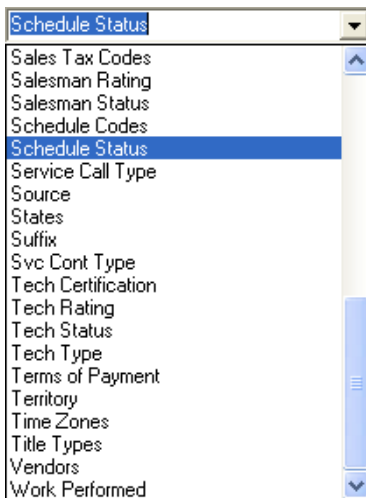 Schedule Status
Sales Tax Codes
Salesman Rating
Salesman Status
Schedule Codes
Schedule Status
Service Call Type
Source
States
Suffix
Svc Cont Type
Tech Certification
Tech Rating
Tech Status
Tech Type
Terms of Payment
Territory
Time Zones
Title Types
Vendors
Work Performed